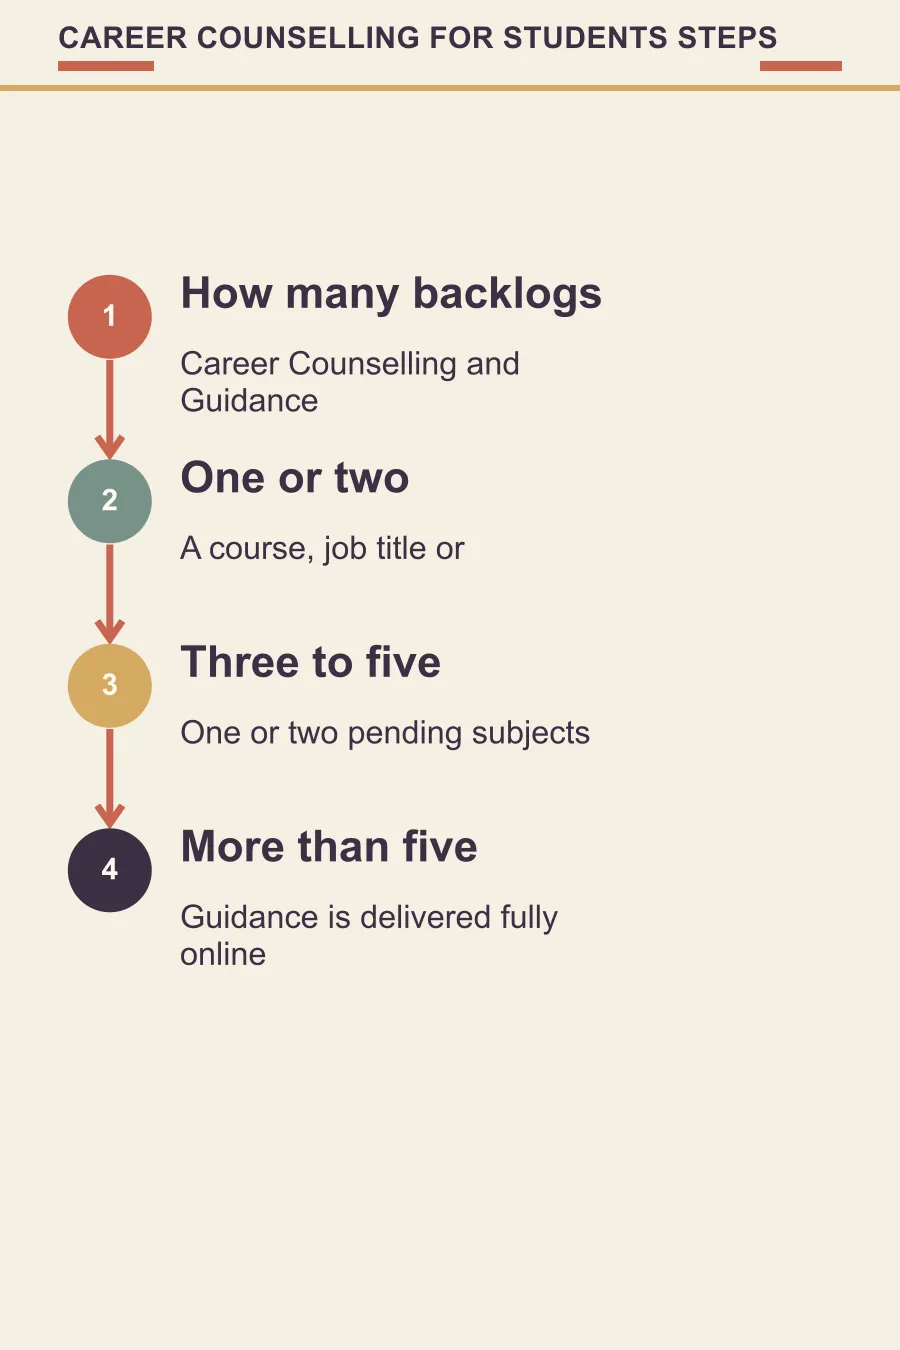 CAREER COUNSELLING FOR STUDENTS STEPS
1
How many backlogs
Career Counselling and
Guidance
2
One or two
A course, job title or
3
Three to five
One or two pending subjects
4
More than five
Guidance is delivered fully
online